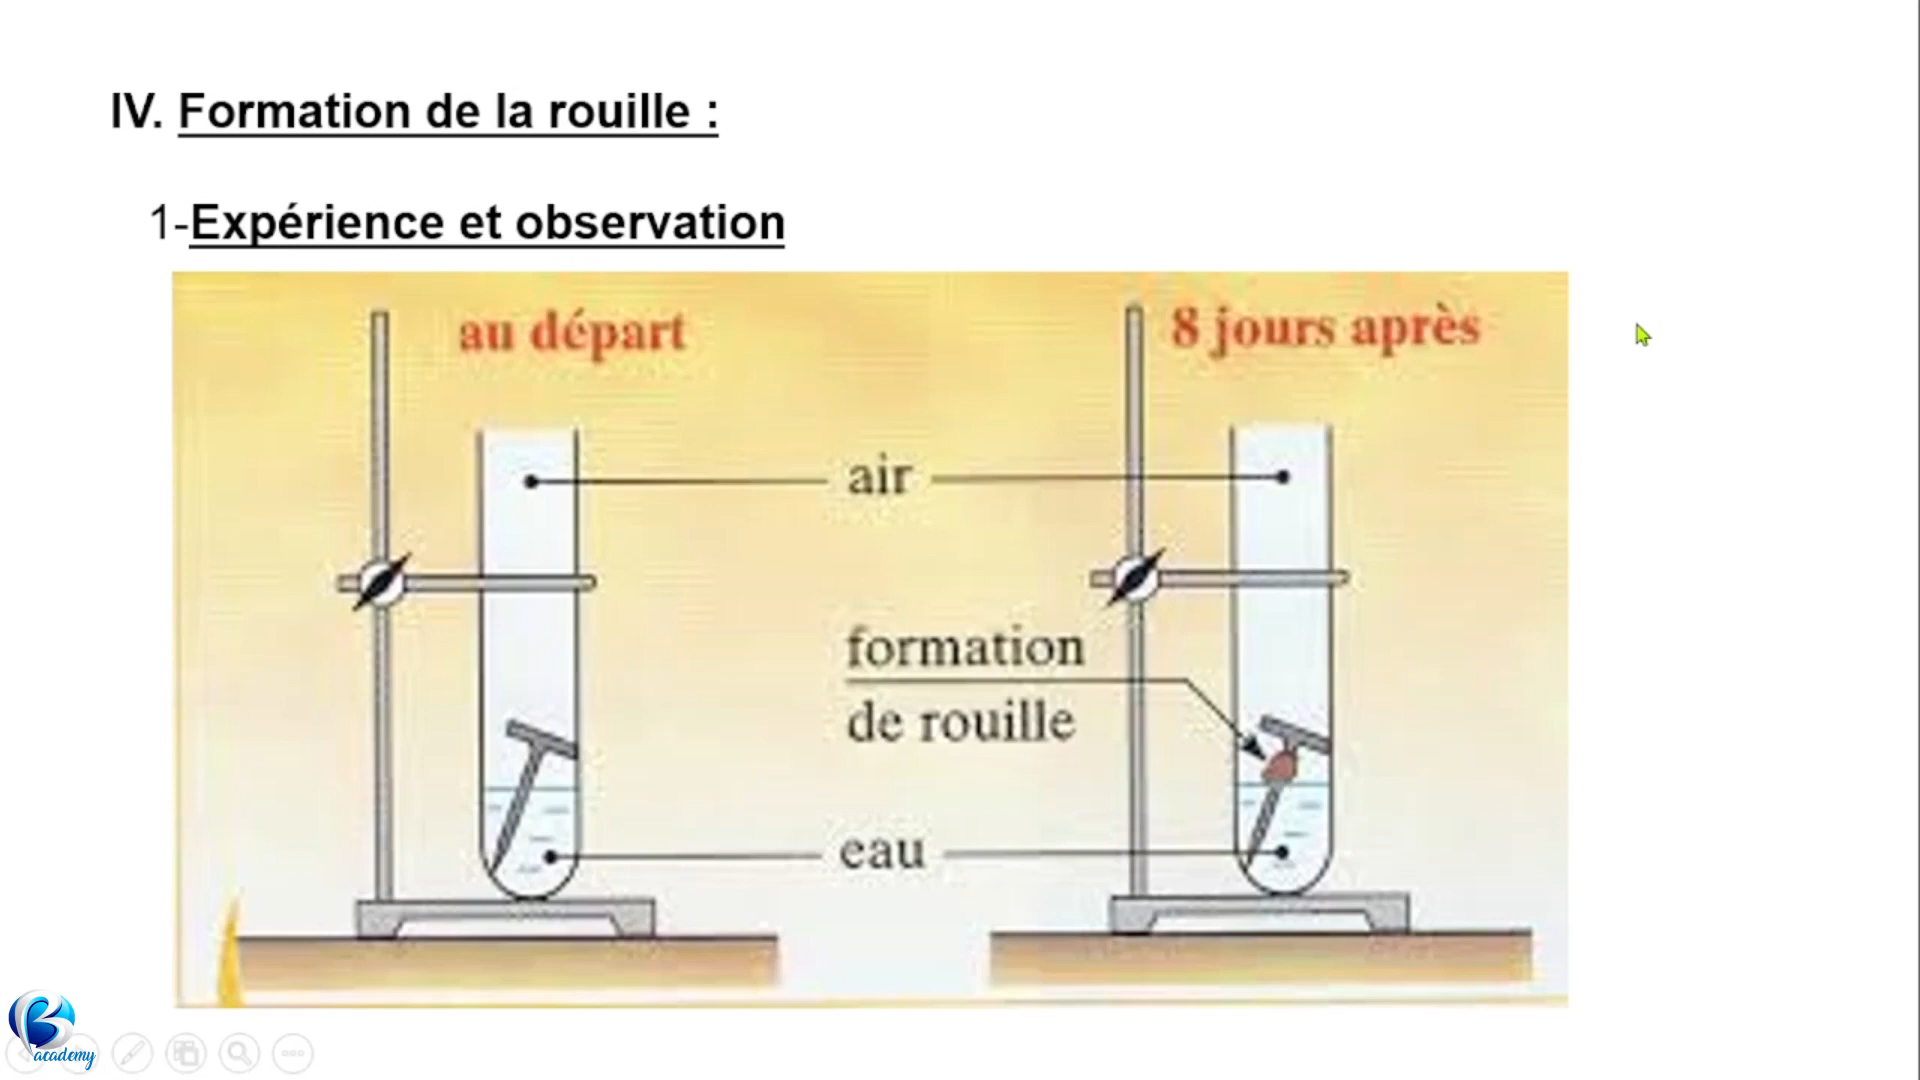 IV. Formation de la rouille :
1-Expérience et observation
au départ
8 jours après
air
formation
de rouille
eau
academy